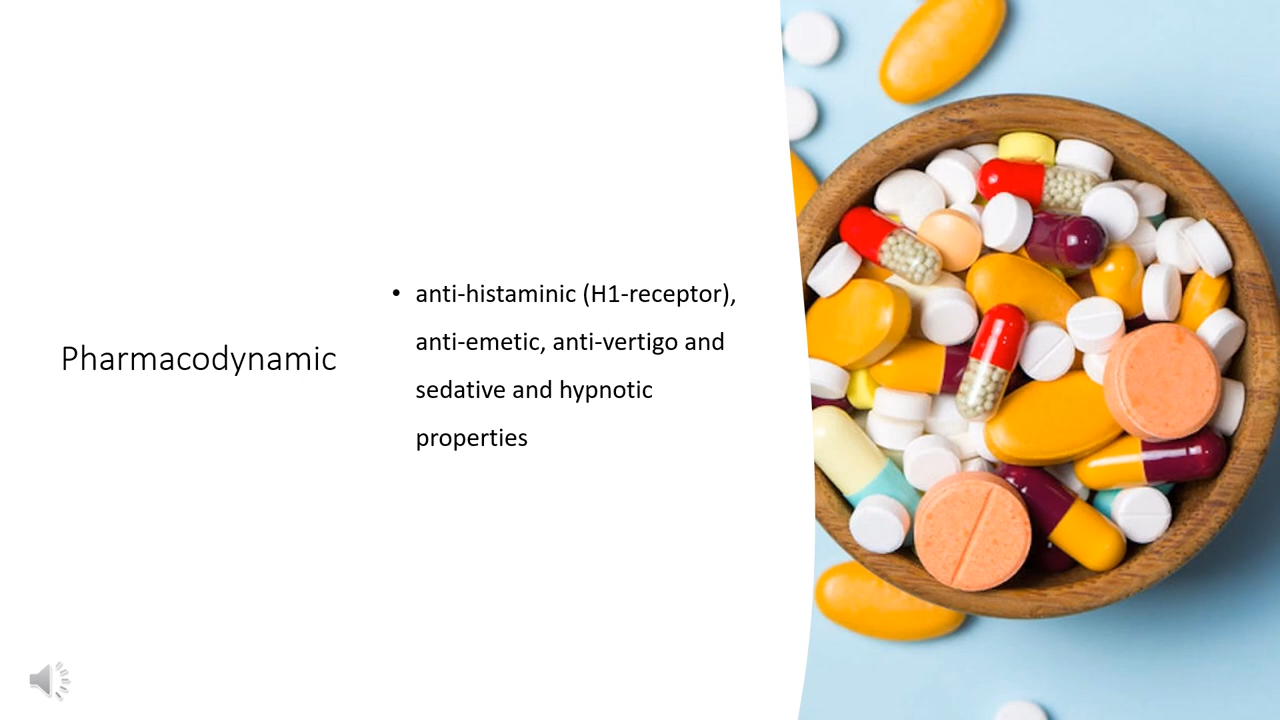 Pharmacodynamic
• anti-histaminic (H1-receptor),
anti-emetic, anti-vertigo and
sedative and hypnotic
properties